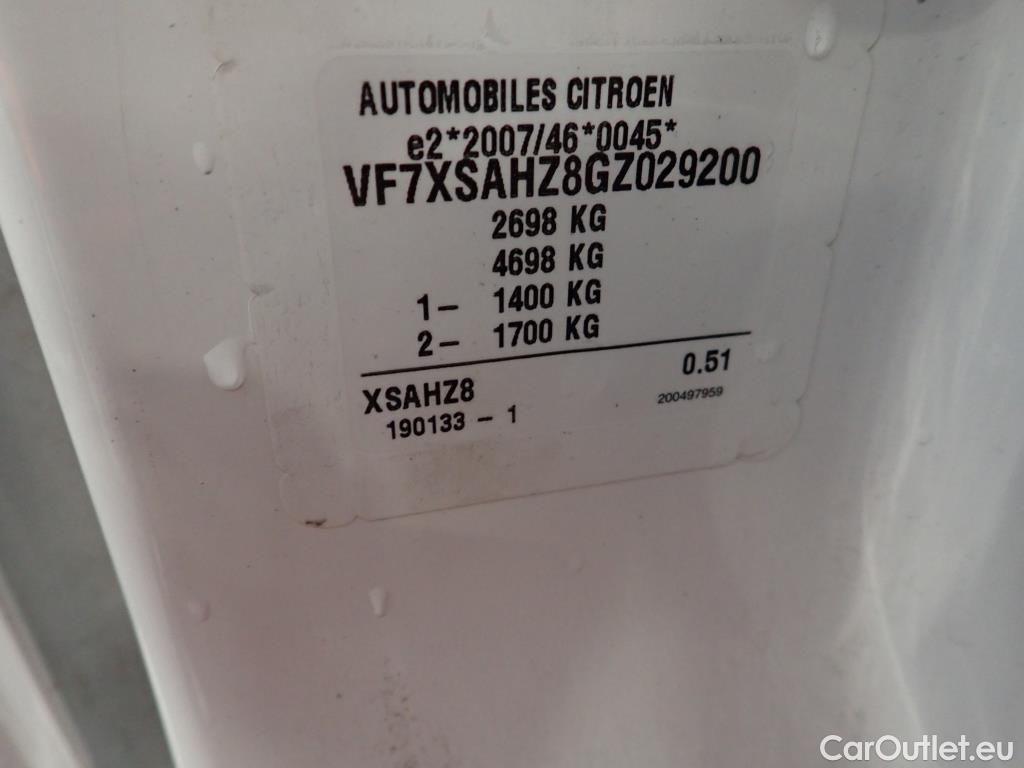 AUTOMOBILES CITROEN
e2*2007/46*0045*
VF7XSAHZ8GZ029200
2698 KG
4698 KG
1- 1400 KG
2- 1700 KG
XSAHZ8 0.51
190133 - 1 200497959
CarOutlet.eu